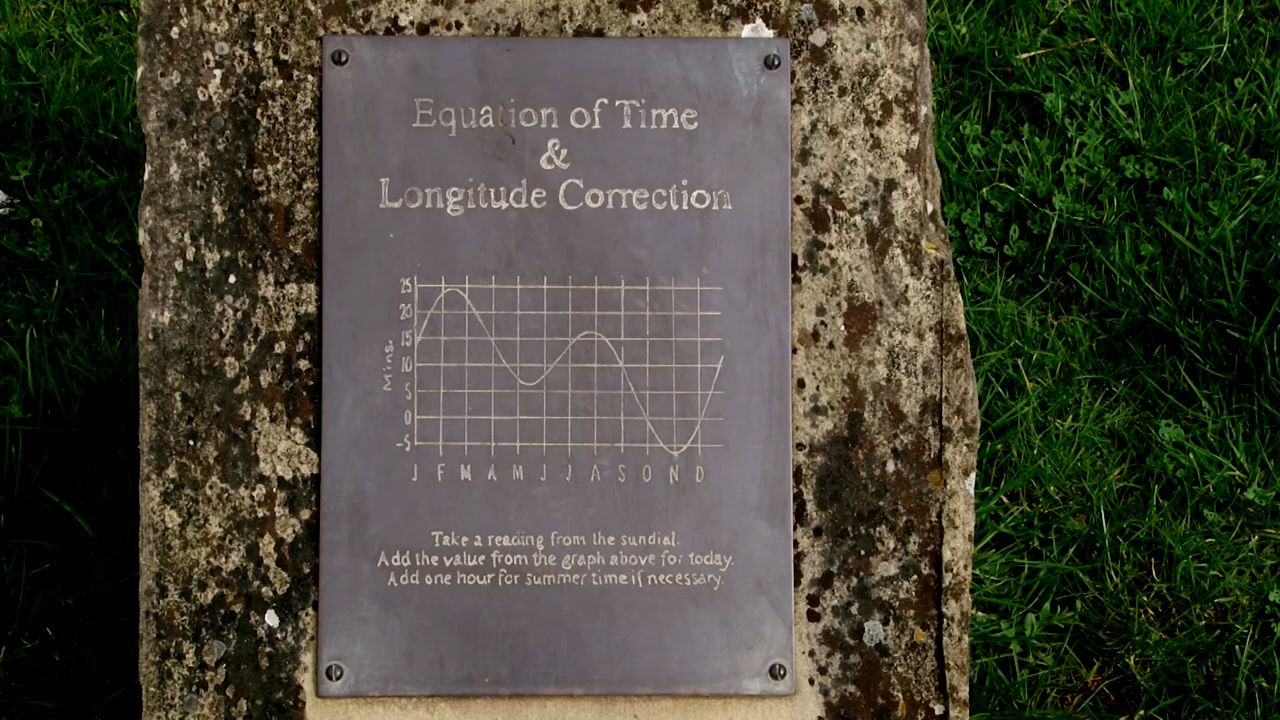 Equation of Time
&
Longitude Correction
25
20
15
10
5
0
-5
Mins.
J F M A M J J A S O N D
Take a reading from the sundial.
Add the value from the graph above for today.
Add one hour for summer time if necessary.